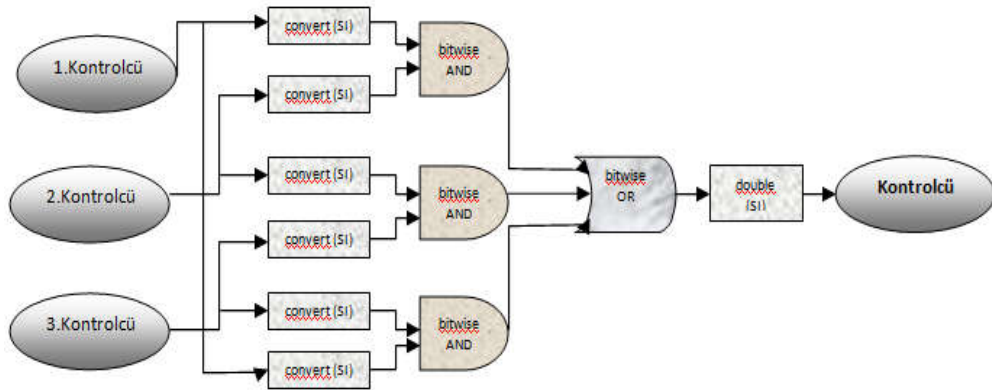 1.Kontrolcü
2.Kontrolcü
3.Kontrolcü
convert (SI)
convert (SI)
convert (SI)
convert (SI)
convert (SI)
convert (SI)
bitwise
AND
bitwise
AND
bitwise
AND
bitwise
OR
double
(SI)
Kontrolcü